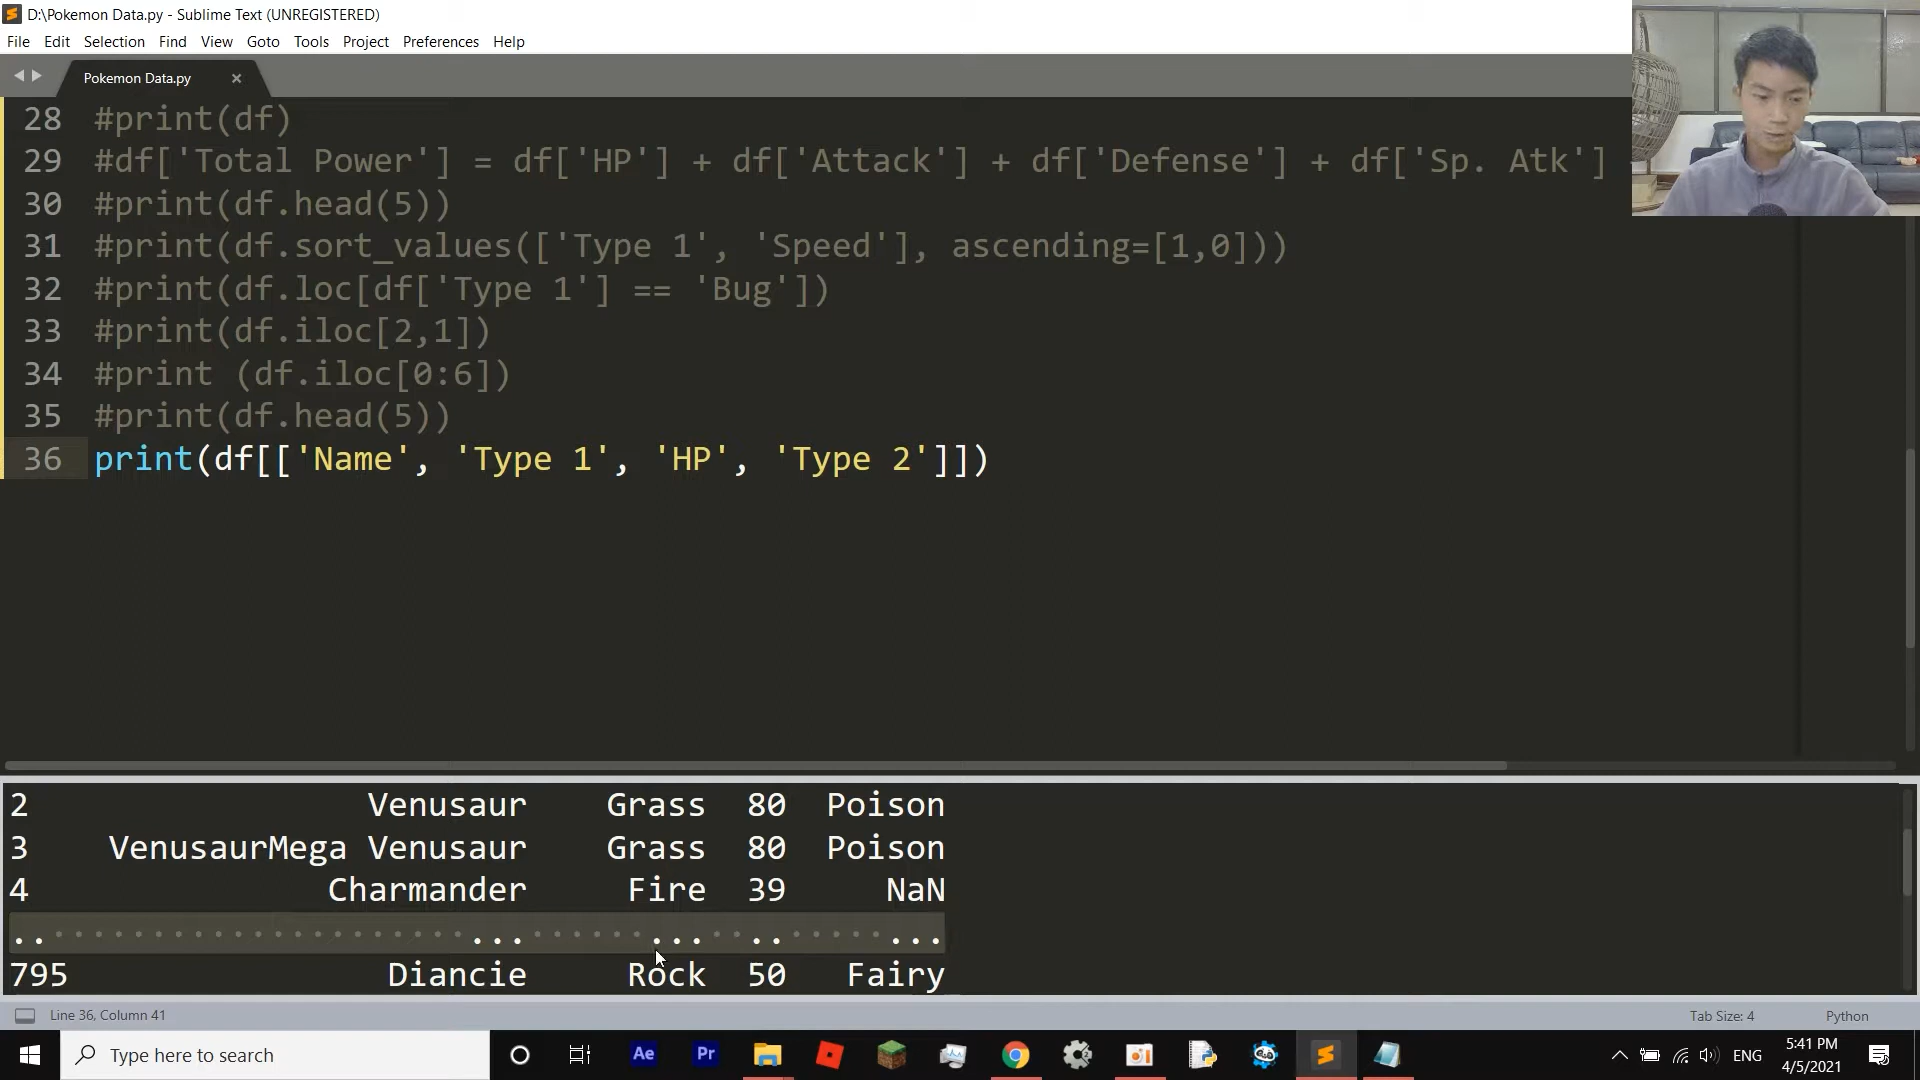 D:\Pokemon Data.py - Sublime Text (UNREGISTERED)
File Edit Selection Find View Goto Tools Project Preferences Help
Pokemon Data.py
28 #print(df)
29 #df['Total Power'] = df['HP'] + df['Attack'] + df['Defense'] + df['Sp. Atk']
30 #print(df.head(5))
31 #print(df.sort_values(['Type 1', 'Speed'], ascending=[1,0]))
32 #print(df.loc[df['Type 1'] == 'Bug'])
33 #print(df.iloc[2,1])
34 #print (df.iloc[0:6])
35 #print(df.head(5))
36 print(df[['Name', 'Type 1', 'HP', 'Type 2']])
2 Venusaur Grass 80 Poison
3 VenusaurMega Venusaur Grass 80 Poison
4 Charmander Fire 39 NaN
.. ... ... .. ...
795 Diancie Rock 50 Fairy
Line 36, Column 41 Tab Size: 4 Python
Type here to search Ae Pr ENG 5:41 PM
4/5/2021